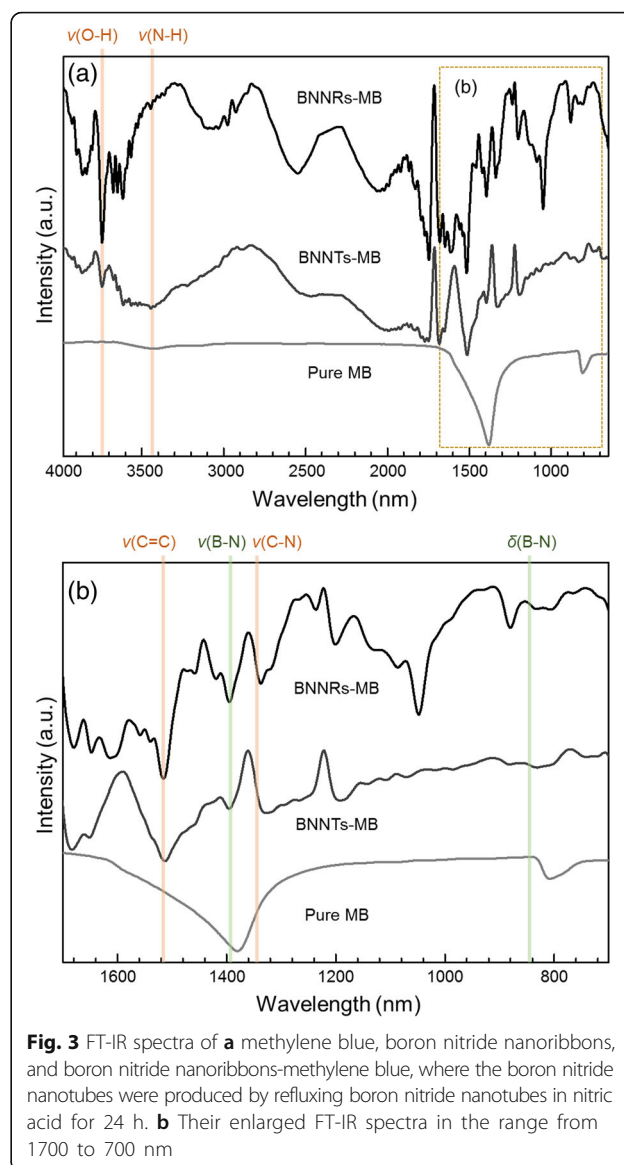 ν(O-H) ν(N-H)
(a)
BNNRs-MB
(b)
BNNTs-MB
Pure MB
Intensity (a.u.)
4000 3500 3000 2500 2000 1500 1000
Wavelength (nm)
ν(C=C) ν(B-N) ν(C-N) δ(B-N)
(b)
BNNRs-MB
BNNTs-MB
Pure MB
Intensity (a.u.)
1600 1400 1200 1000 800
Wavelength (nm)
Fig. 3 FT-IR spectra of a methylene blue, boron nitride nanoribbons,
and boron nitride nanoribbons-methylene blue, where the boron nitride
nanotubes were produced by refluxing boron nitride nanotubes in nitric
acid for 24 h. b Their enlarged FT-IR spectra in the range from
1700 to 700 nm